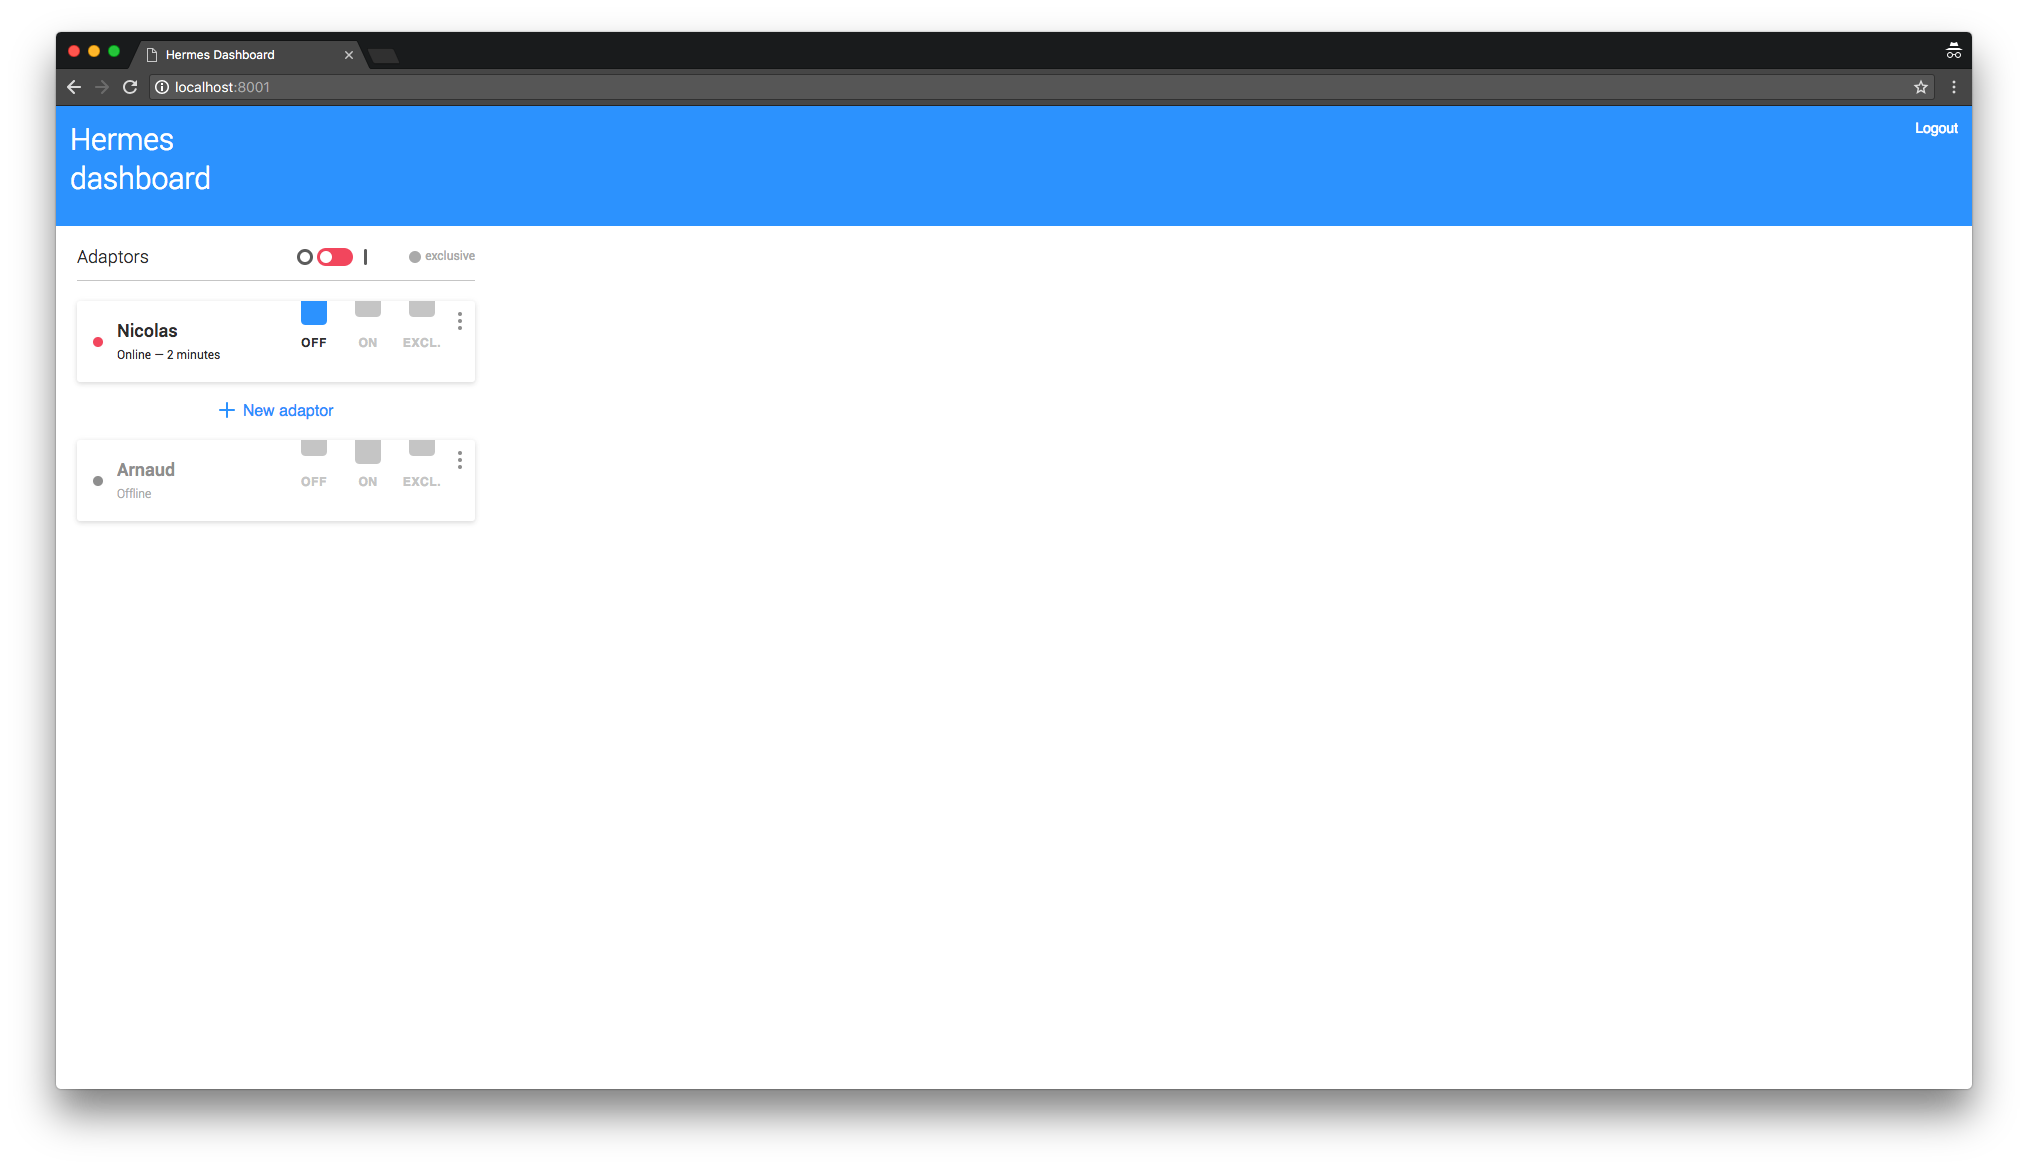 Hermes Dashboard
localhost:8001
Hermes
dashboard
Logout
Adaptors
exclusive
Nicolas
Online — 2 minutes
OFF ON EXCL.
New adaptor
Arnaud
Offline
OFF ON EXCL.